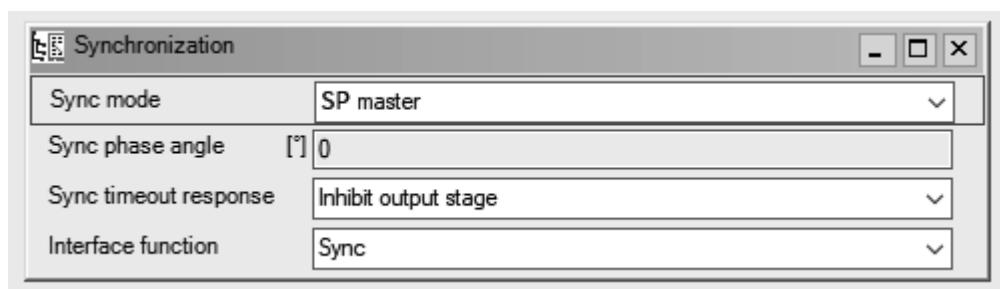 Synchronization
Sync mode SP master
Sync phase angle [°] 0
Sync timeout response Inhibit output stage
Interface function Sync